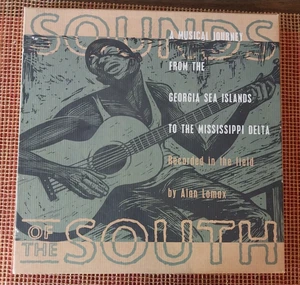 SOUNDS
A MUSICAL JOURNEY
FROM THE
GEORGIA SEA ISLANDS
TO THE MISSISSIPPI DELTA
Recorded in the field
by Alan Lomax
OF
THE
SOUTH